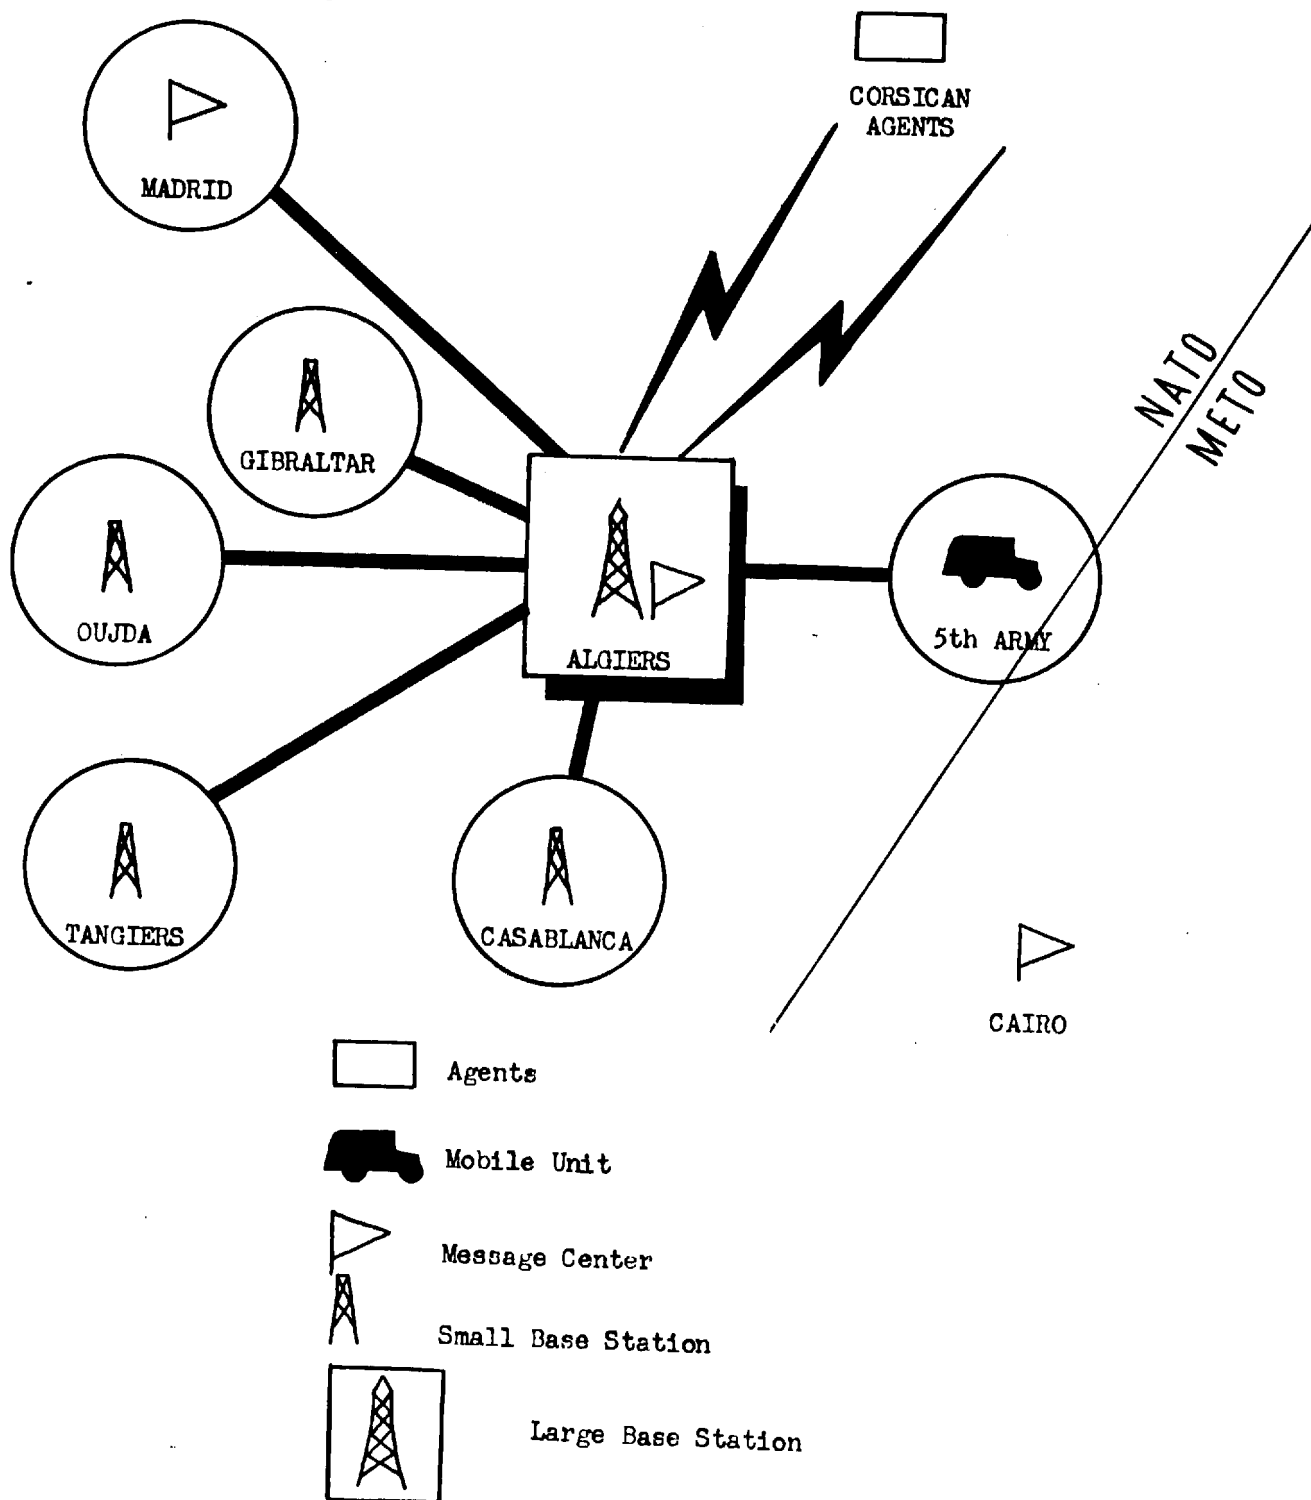 CORSICAN
AGENTS
MADRID
NATO
METO
GIBRALTAR
OUJDA
ALGIERS
5th ARMY
TANGIERS
CASABLANCA
CAIRO
Agents
Mobile Unit
Message Center
Small Base Station
Large Base Station